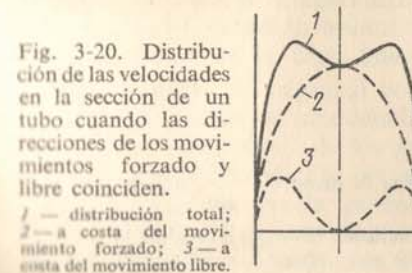 Fig. 3-20. Distribu-
ción de las velocidades
en la sección de un
tubo cuando las di-
recciones de los movi-
mientos forzado y
libre coinciden.
1 — distribución total;
2 — a costa del movi-
miento forzado; 3 — a
costa del movimiento libre.
1
2
3